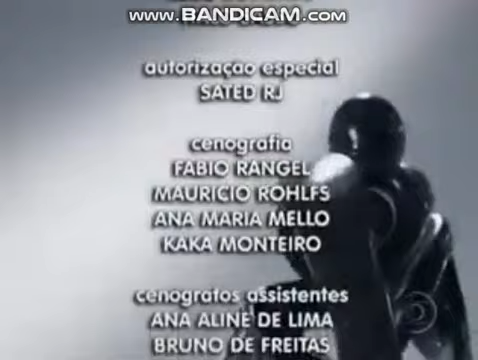 www.BANDICAM.com
autorizaçao especial
SATED RJ
cenografia
FABIO RANGEL
MAURICIO ROHLFS
ANA MARIA MELLO
KAKA MONTEIRO
cenografos assistentes
ANA ALINE DE LIMA
BRUNO DE FREITAS